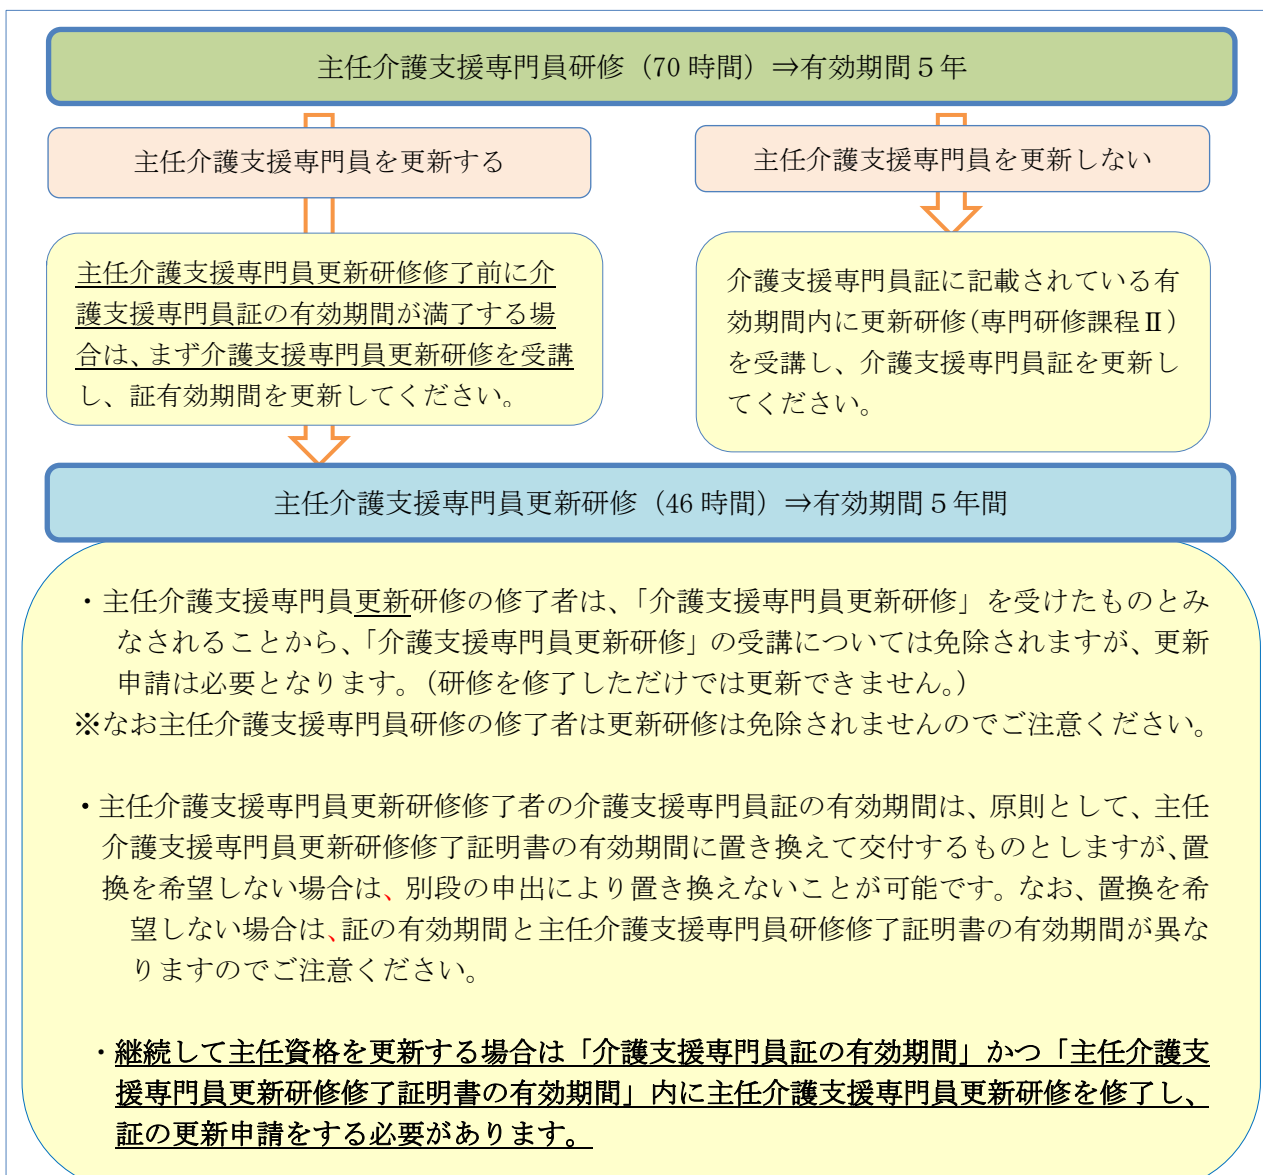 主任介護支援専門員研修（70 時間）⇒有効期間５年
主任介護支援専門員を更新する
主任介護支援専門員を更新しない
主任介護支援専門員更新研修修了前に介
護支援専門員証の有効期間が満了する場
合は、まず介護支援専門員更新研修を受講
し、証有効期間を更新してください。
介護支援専門員証に記載されている有
効期間内に更新研修(専門研修課程Ⅱ)
を受講し、介護支援専門員証を更新し
てください。
主任介護支援専門員更新研修（46 時間）⇒有効期間５年間
・主任介護支援専門員更新研修の修了者は、「介護支援専門員更新研修」を受けたものとみ
なされることから、「介護支援専門員更新研修」の受講については免除されますが、更新
申請は必要となります。（研修を修了しただけでは更新できません。）
※なお主任介護支援専門員研修の修了者は更新研修は免除されませんのでご注意ください。
・主任介護支援専門員更新研修修了者の介護支援専門員証の有効期間は、原則として、主任
介護支援専門員更新研修修了証明書の有効期間に置き換えて交付するものとしますが、置
換を希望しない場合は、別段の申出により置き換えないことが可能です。なお、置換を希
望しない場合は、証の有効期間と主任介護支援専門員研修修了証明書の有効期間が異な
りますのでご注意ください。
・継続して主任資格を更新する場合は「介護支援専門員証の有効期間」かつ「主任介護支
援専門員更新研修修了証明書の有効期間」内に主任介護支援専門員更新研修を修了し、
証の更新申請をする必要があります。